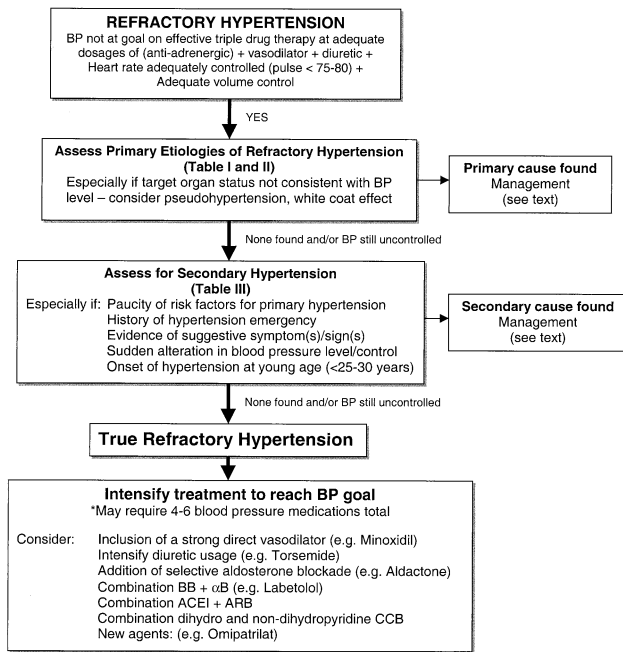 REFRACTORY HYPERTENSION
BP not at goal on effective triple drug therapy at adequate
dosages of (anti-adrenergic) + vasodilator + diuretic +
Heart rate adequately controlled (pulse < 75-80) +
Adequate volume control
YES
Assess Primary Etiologies of Refractory Hypertension
(Table I and II)
Especially if target organ status not consistent with BP
level – consider pseudohypertension, white coat effect
Primary cause found
Management
(see text)
None found and/or BP still uncontrolled
Assess for Secondary Hypertension
(Table III)
Especially if: Paucity of risk factors for primary hypertension
History of hypertension emergency
Evidence of suggestive symptom(s)/sign(s)
Sudden alteration in blood pressure level/control
Onset of hypertension at young age (<25-30 years)
Secondary cause found
Management
(see text)
None found and/or BP still uncontrolled
True Refractory Hypertension
Intensify treatment to reach BP goal
*May require 4-6 blood pressure medications total
Consider: Inclusion of a strong direct vasodilator (e.g. Minoxidil)
Intensify diuretic usage (e.g. Torsemide)
Addition of selective aldosterone blockade (e.g. Aldactone)
Combination BB + αB (e.g. Labetolol)
Combination ACEI + ARB
Combination dihydro and non-dihydropyridine CCB
New agents: (e.g. Omipatrilat)